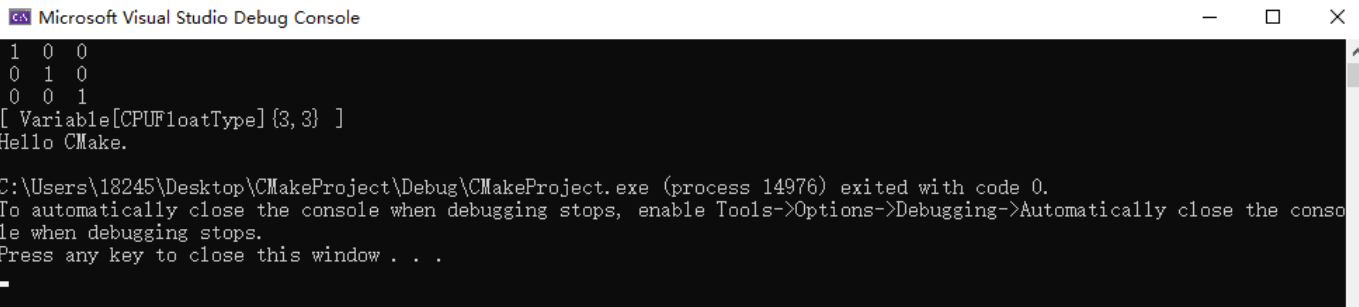 Microsoft Visual Studio Debug Console
1 0 0
0 1 0
0 0 1
[ Variable[CPUFloatType]{3,3} ]
Hello CMake.
C:\Users\18245\Desktop\CMakeProject\Debug\CMakeProject.exe (process 14976) exited with code 0.
To automatically close the console when debugging stops, enable Tools->Options->Debugging->Automatically close the conso
le when debugging stops.
Press any key to close this window . . .